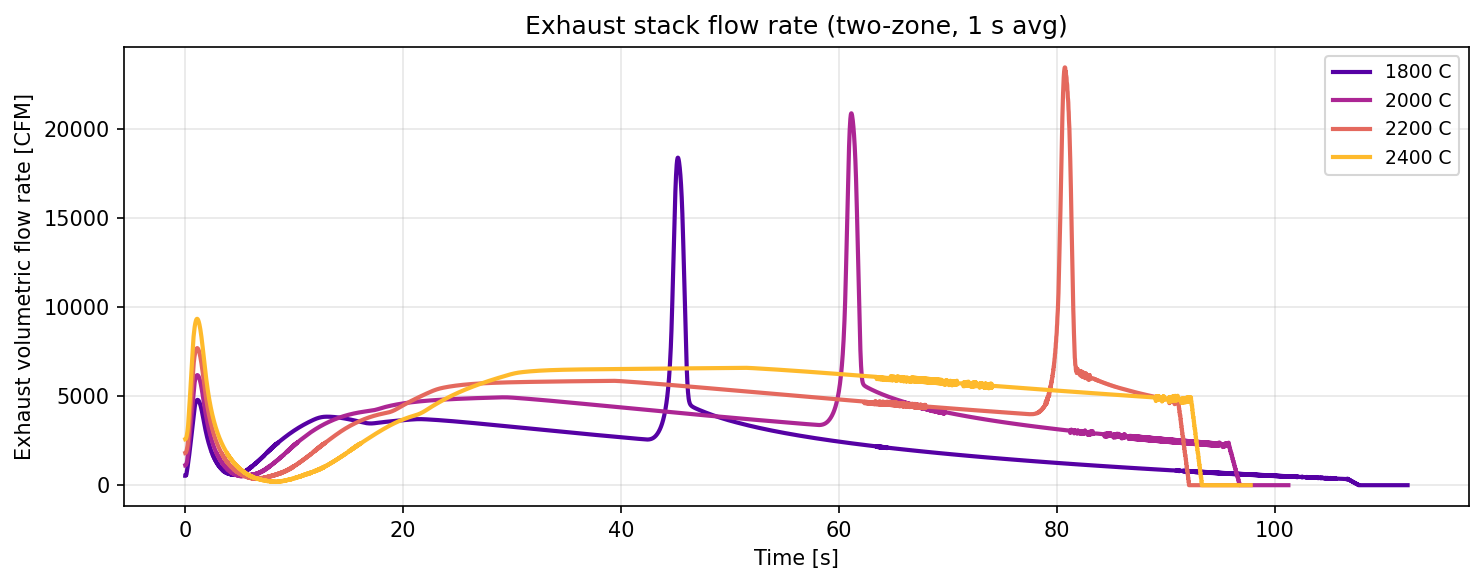 Exhaust stack flow rate (two-zone, 1 s avg)
Exhaust volumetric flow rate [CFM]
20000
15000
10000
5000
0
1800 C
2000 C
2200 C
2400 C
0 20 40 60 80 100
Time [s]